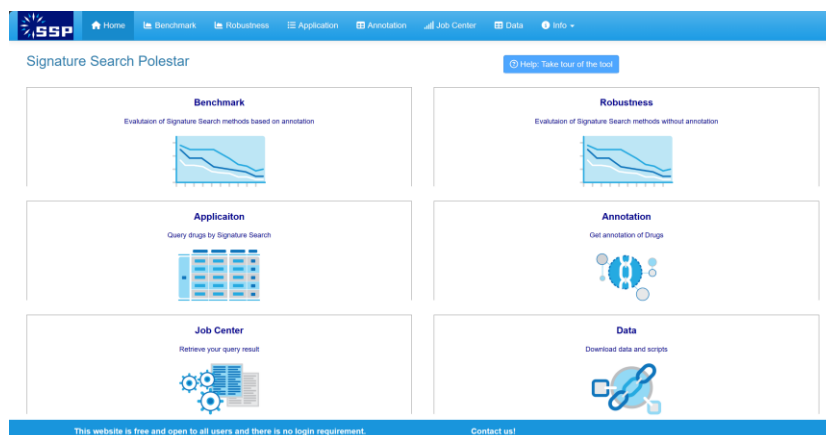 SSP Home Benchmark Robustness Application Annotation Job Center Data Info
Signature Search Polestar
Help: Take tour of the tool
Benchmark
Evalutaion of Signature Search methods based on annotation
Robustness
Evalutaion of Signature Search methods without annotation
Applicaiton
Query drugs by Signature Search
Annotation
Get annotation of Drugs
Job Center
Retrieve your query result
Data
Download data and scripts
This website is free and open to all users and there is no login requirement.
Contact us!